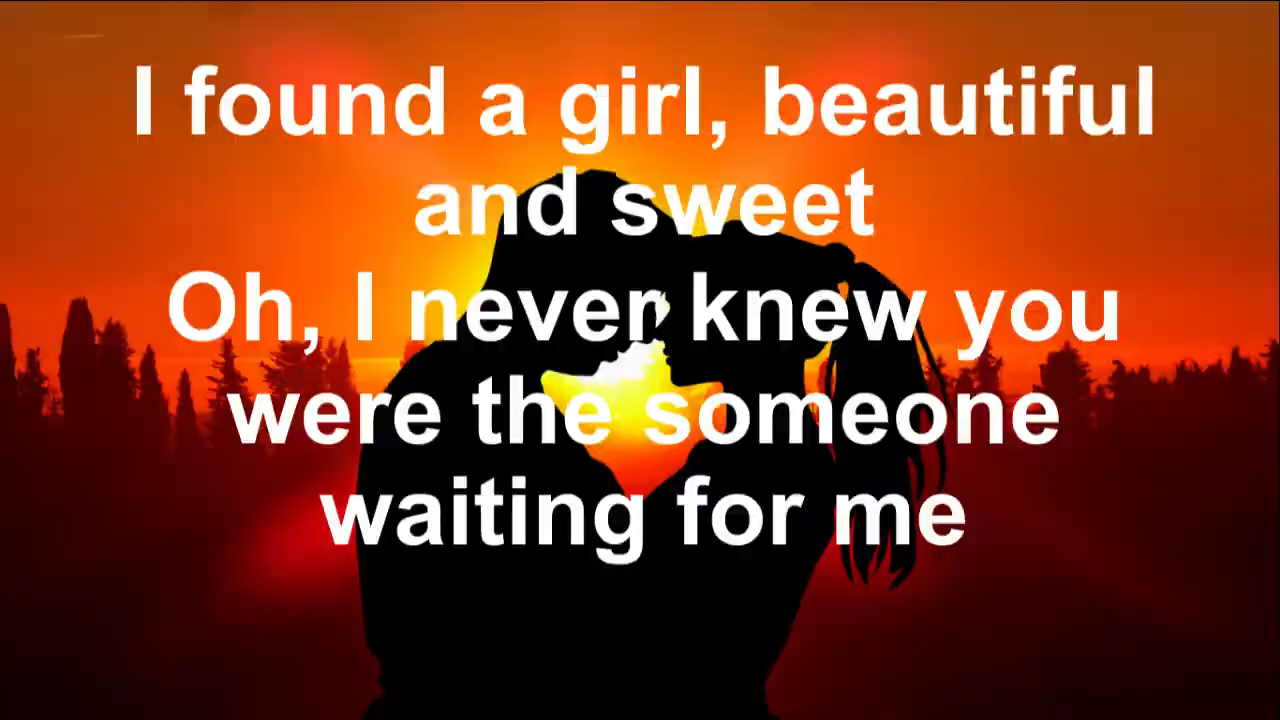 I found a girl, beautiful
and sweet
Oh, I never knew you
were the someone
waiting for me